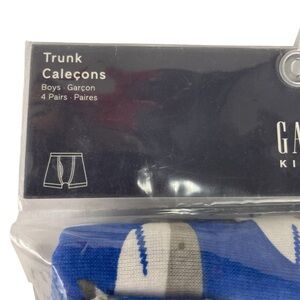 Trunk
Caleçons
Boys · Garçon
4 Pairs · Paires
GA
KI